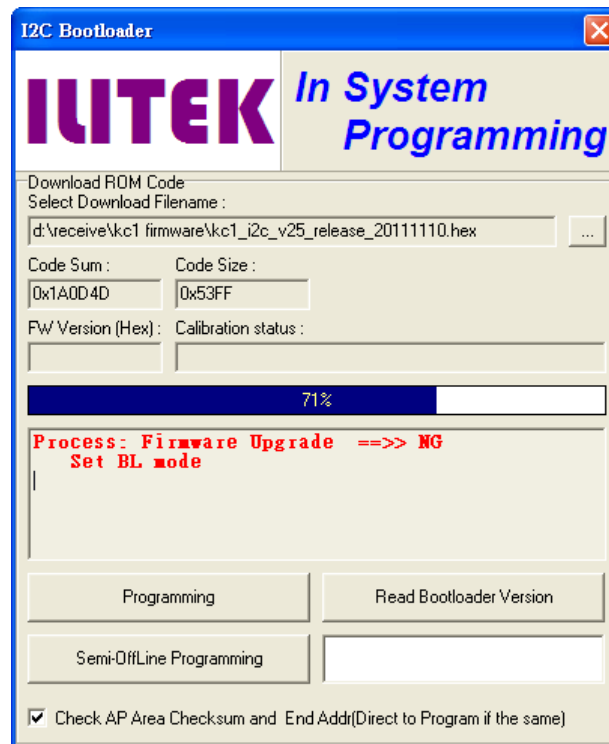 I2C Bootloader
ILITEK
In System
Programming
Download ROM Code
Select Download Filename :
d:\receive\kc1 firmware\kc1_i2c_v25_release_20111110.hex
...
Code Sum :
Code Size :
0x1A0D4D
0x53FF
FW Version (Hex) :
Calibration status :
71%
Process: Firmware Upgrade ==>> NG
Set BL mode
Programming
Read Bootloader Version
Semi-OffLine Programming
Check AP Area Checksum and End Addr(Direct to Program if the same)